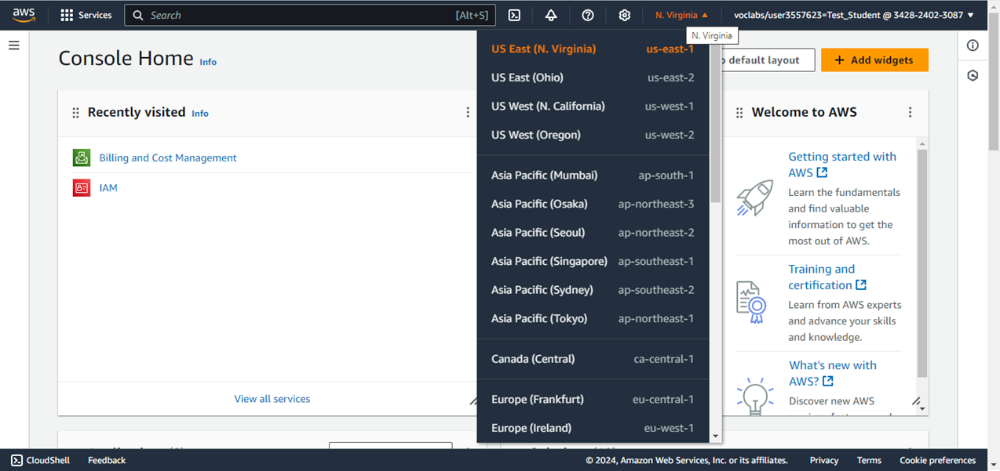 aws
Services
Search
[Alt+S]
N. Virginia
voclabs/user3557623=Test_Student @ 3428-2402-3087
N. Virginia
Console Home
Info
default layout
+ Add widgets
US East (N. Virginia) us-east-1
US East (Ohio) us-east-2
US West (N. California) us-west-1
US West (Oregon) us-west-2
Asia Pacific (Mumbai) ap-south-1
Asia Pacific (Osaka) ap-northeast-3
Asia Pacific (Seoul) ap-northeast-2
Asia Pacific (Singapore) ap-southeast-1
Asia Pacific (Sydney) ap-southeast-2
Asia Pacific (Tokyo) ap-northeast-1
Canada (Central) ca-central-1
Europe (Frankfurt) eu-central-1
Europe (Ireland) eu-west-1
Recently visited
Info
Billing and Cost Management
IAM
View all services
Welcome to AWS
Getting started with
AWS
Learn the fundamentals
and find valuable
information to get the
most out of AWS.
Training and
certification
Learn from AWS experts
and advance your skills
and knowledge.
What's new with
AWS?
Discover new AWS
CloudShell
Feedback
© 2024, Amazon Web Services, Inc. or its affiliates.
Privacy
Terms
Cookie preferences